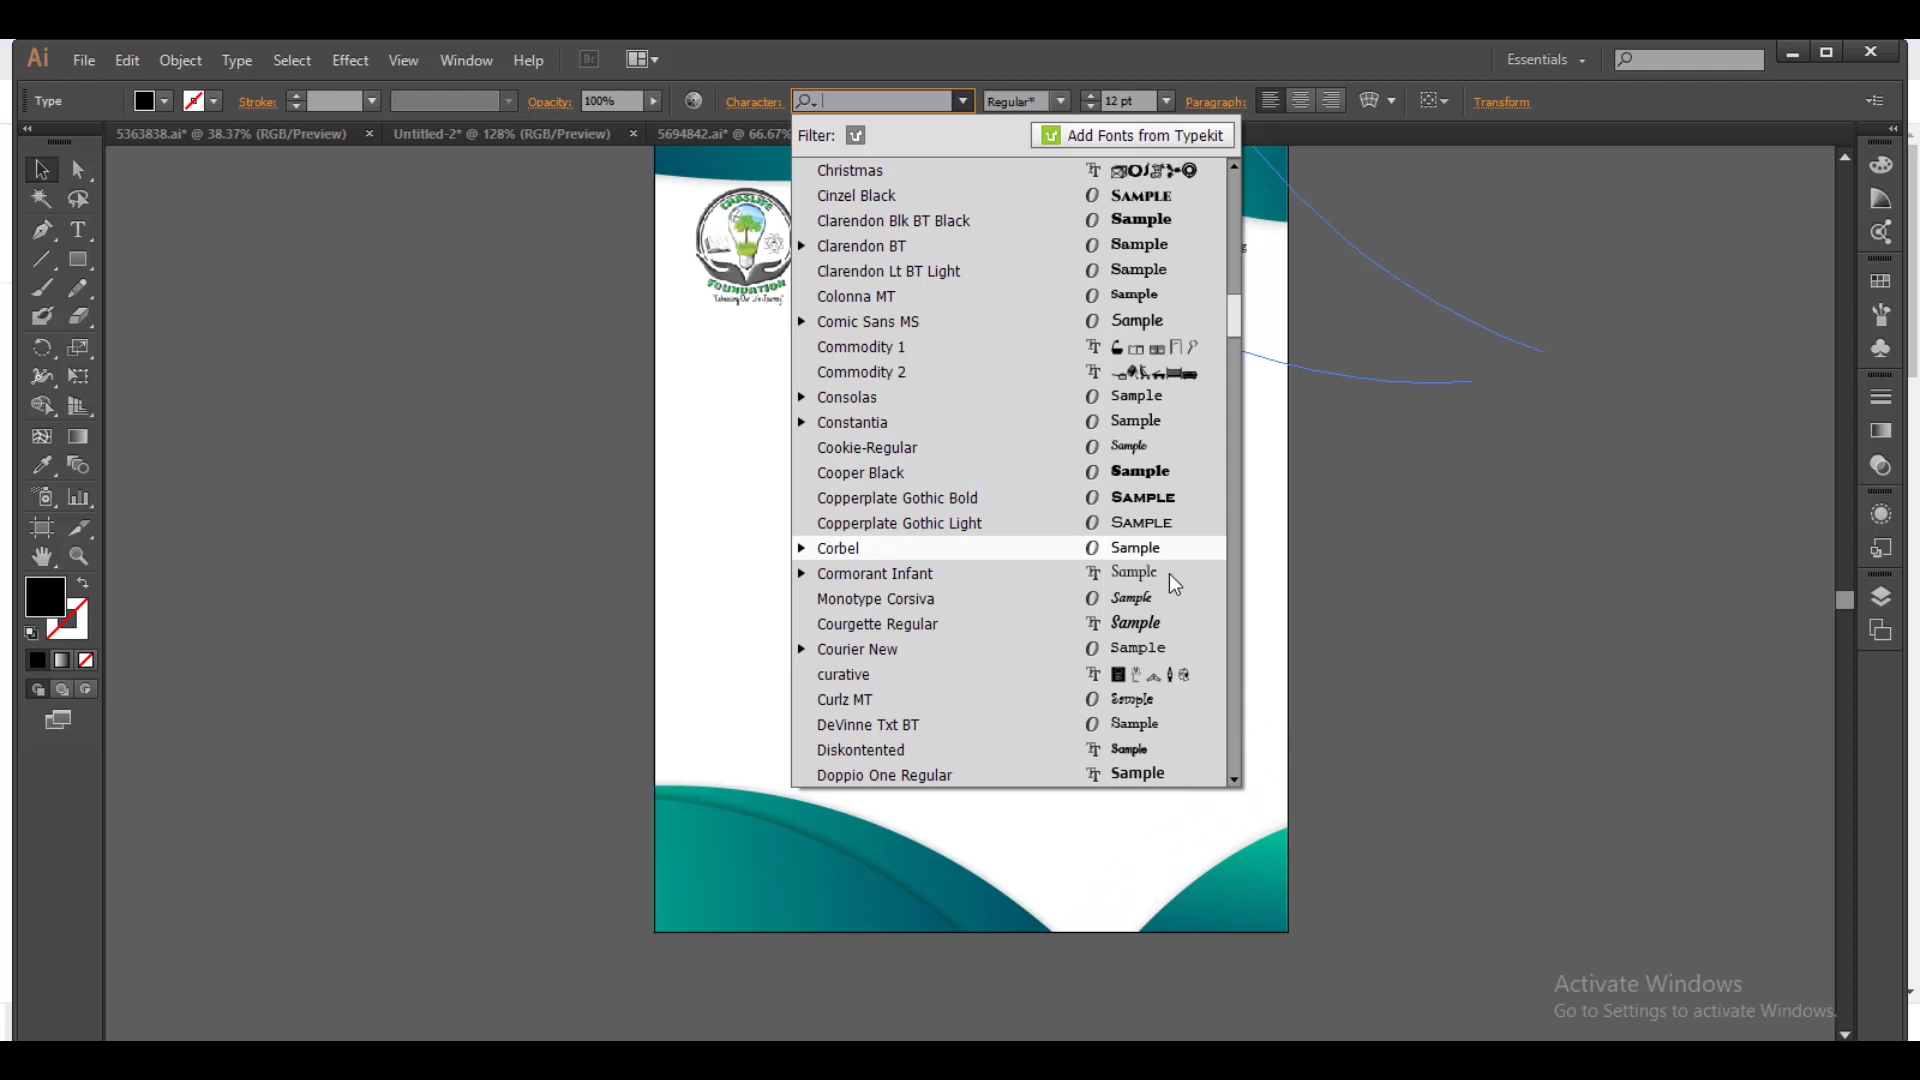 Ai File Edit Object Type Select Effect View Window Help Br Essentials
Type Stroke: Opacity: 100% Character: Regular* 12 pt Paragraph: Transform
5363838.ai* @ 38.37% (RGB/Preview) × Untitled-2* @ 128% (RGB/Preview) × 5694842.ai* @ 66.67%
Filter: Add Fonts from Typekit
Christmas
Cinzel Black SAMPLE
Clarendon Blk BT Black Sample
Clarendon BT Sample
Clarendon Lt BT Light Sample
Colonna MT Sample
Comic Sans MS Sample
Commodity 1
Commodity 2
Consolas Sample
Constantia Sample
Cookie-Regular Sample
Cooper Black Sample
Copperplate Gothic Bold SAMPLE
Copperplate Gothic Light SAMPLE
Corbel Sample
Cormorant Infant Sample
Monotype Corsiva Sample
Courgette Regular Sample
Courier New Sample
curative
Curlz MT Sample
DeVinne Txt BT Sample
Diskontented Sample
Doppio One Regular Sample
FOUNDATION
Activate Windows
Go to Settings to activate Windows.